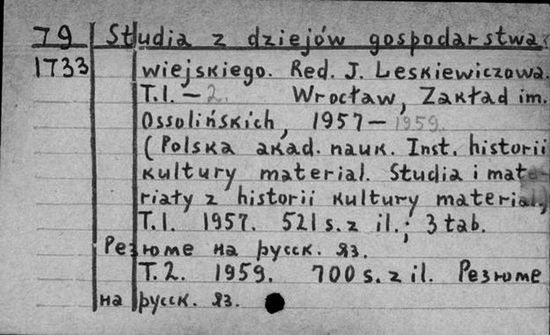 79 Studia z dziejów gospodarstwa
1733 wiejskiego. Red. J. Leskiewiczowa.
T.1.–2. Wrocław, Zakład im.
Ossolińskich, 1957–1959.
(Polska akad. nauk. Inst. historii
kultury material. Studia i mate-
riały z historii kultury material.)
T.1. 1957. 521 s. z il.; 3 tab.
Резюме на русск. яз.
T.2. 1959. 700 s. z il. Резюме
на русск. яз.